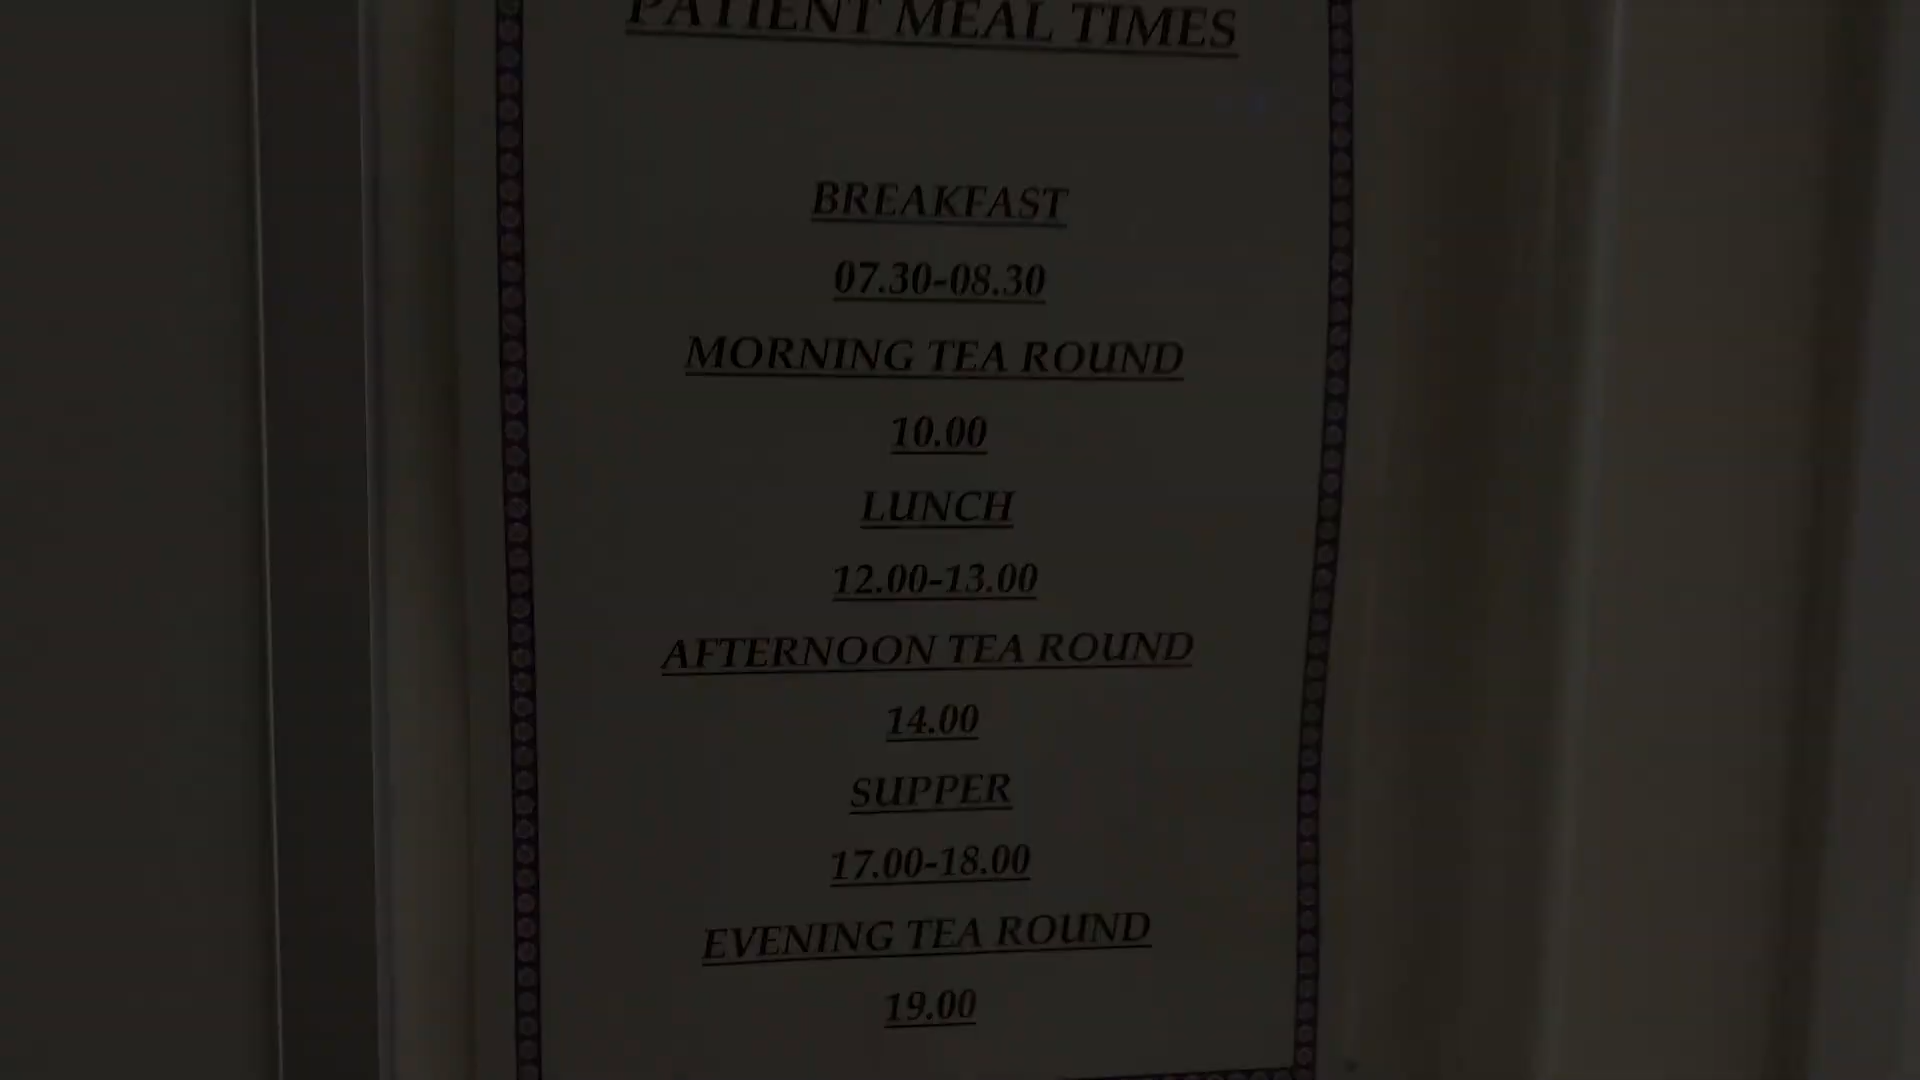 PATIENT MEAL TIMES
BREAKFAST
07.30-08.30
MORNING TEA ROUND
10.00
LUNCH
12.00-13.00
AFTERNOON TEA ROUND
14.00
SUPPER
17.00-18.00
EVENING TEA ROUND
19.00